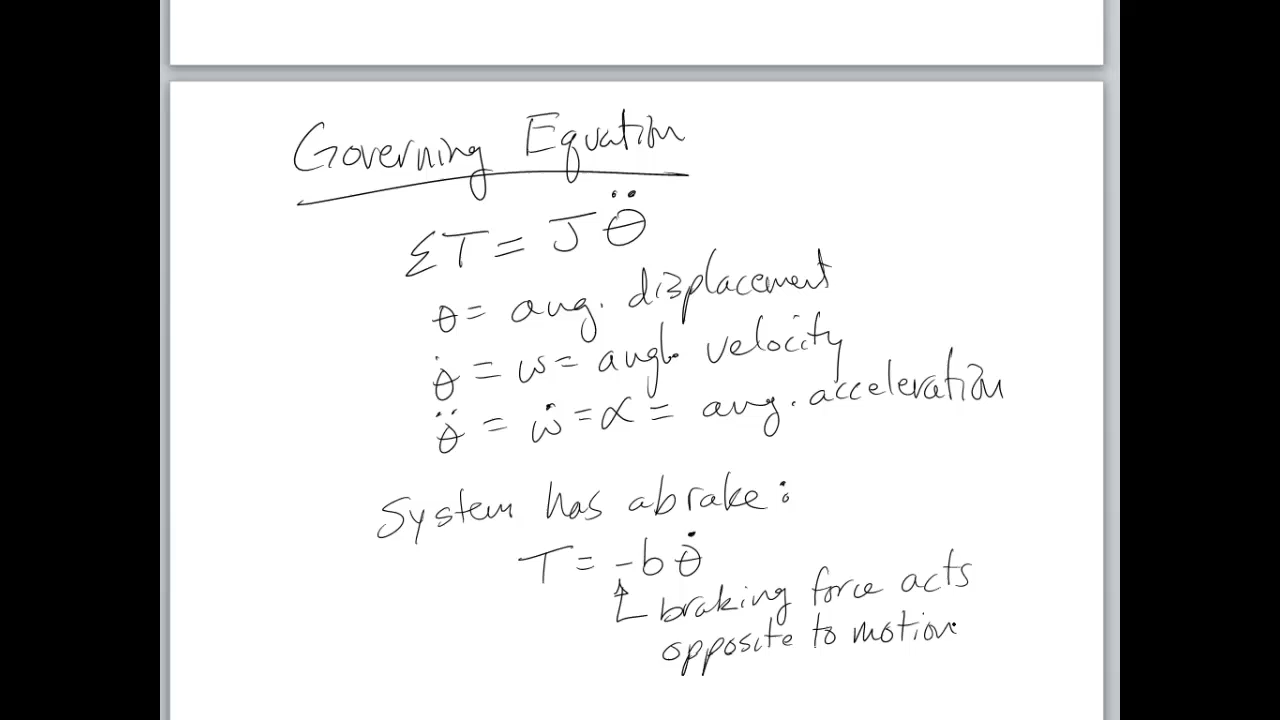 Governing Equation
ΣT = Jθ̈
θ = ang. displacement
θ̇ = ω = angl. velocity
θ̈ = ω̇ = α = ang. acceleration
System has a brake:
T = -bθ̇
braking force acts
opposite to motion.